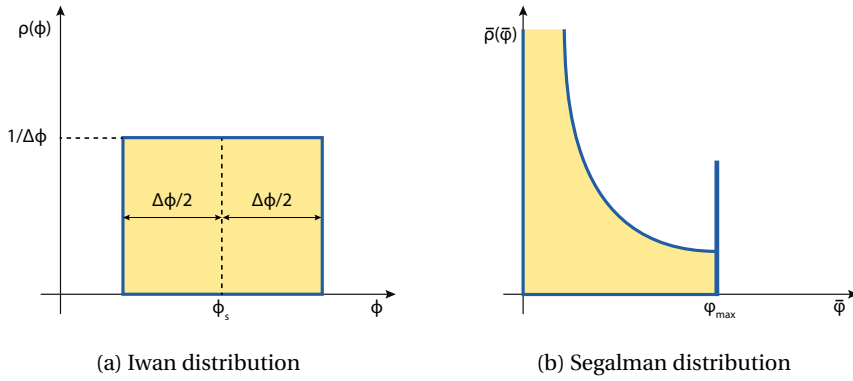 ρ(ϕ)
1/Δϕ
Δϕ/2
Δϕ/2
ϕs
ϕ
(a) Iwan distribution
ρ̄(φ̄)
φmax
φ̄
(b) Segalman distribution